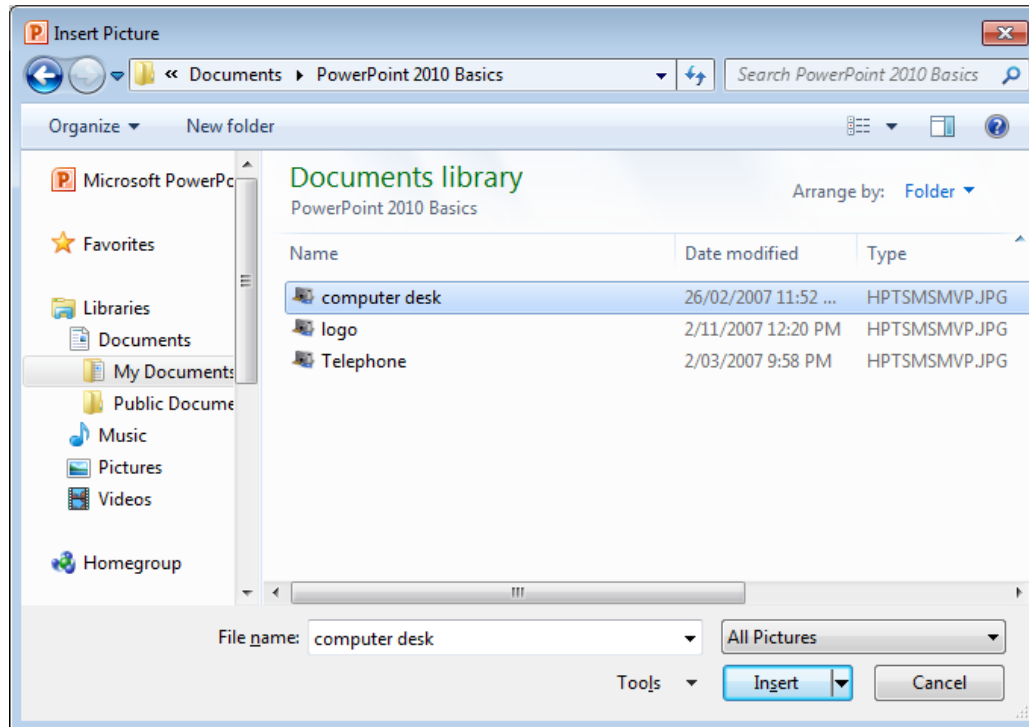 Insert Picture
« Documents ▸ PowerPoint 2010 Basics
Search PowerPoint 2010 Basics
Organize
New folder
Microsoft PowerPo
Favorites
Libraries
Documents
My Documents
Public Docume
Music
Pictures
Videos
Homegroup
Documents library
PowerPoint 2010 Basics
Arrange by: Folder
Name Date modified Type
computer desk 26/02/2007 11:52 ... HPTSMSMVP.JPG
logo 2/11/2007 12:20 PM HPTSMSMVP.JPG
Telephone 2/03/2007 9:58 PM HPTSMSMVP.JPG
File name: computer desk
All Pictures
Tools Insert Cancel